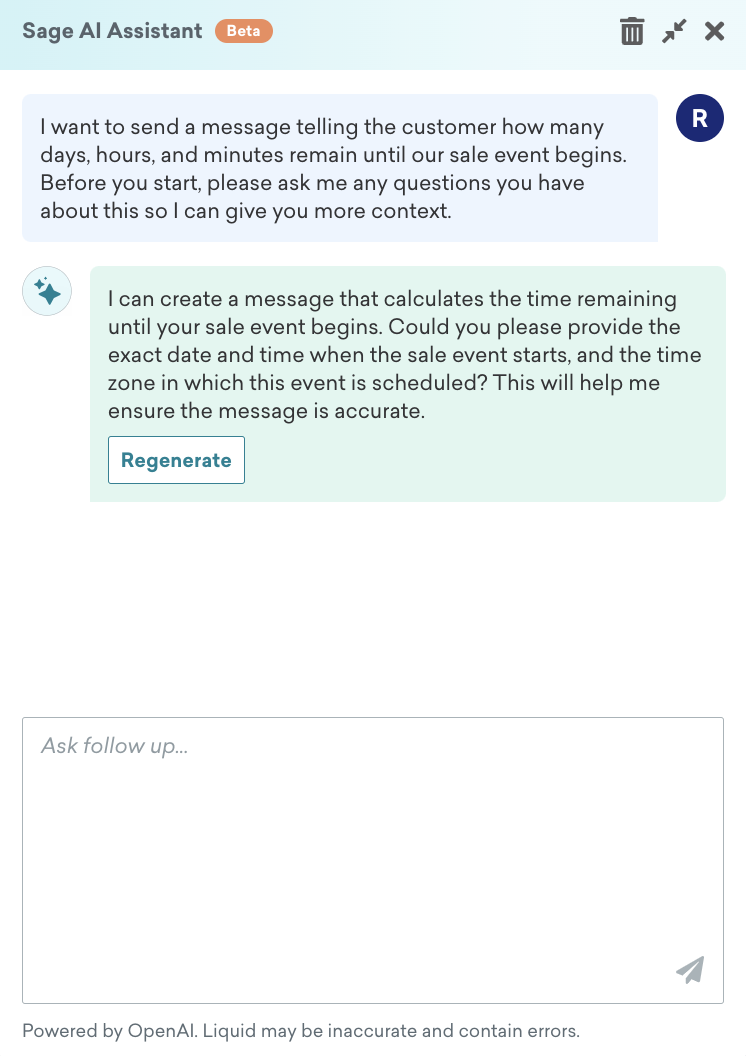 Sage AI Assistant Beta
I want to send a message telling the customer how many
days, hours, and minutes remain until our sale event begins.
Before you start, please ask me any questions you have
about this so I can give you more context.
R
I can create a message that calculates the time remaining
until your sale event begins. Could you please provide the
exact date and time when the sale event starts, and the time
zone in which this event is scheduled? This will help me
ensure the message is accurate.
Regenerate
Ask follow up...
Powered by OpenAI. Liquid may be inaccurate and contain errors.